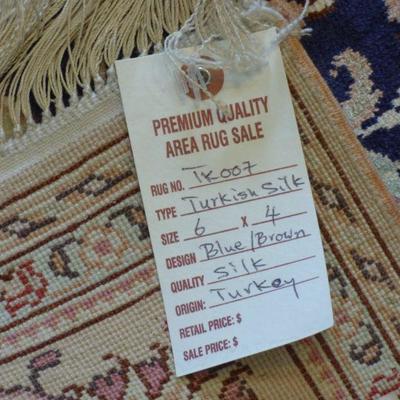 PREMIUM QUALITY
AREA RUG SALE
RUG NO. TK007
TYPE Turkish Silk
SIZE 6 X 4
DESIGN Blue/Brown
QUALITY Silk
ORIGIN: Turkey
RETAIL PRICE: $
SALE PRICE: $